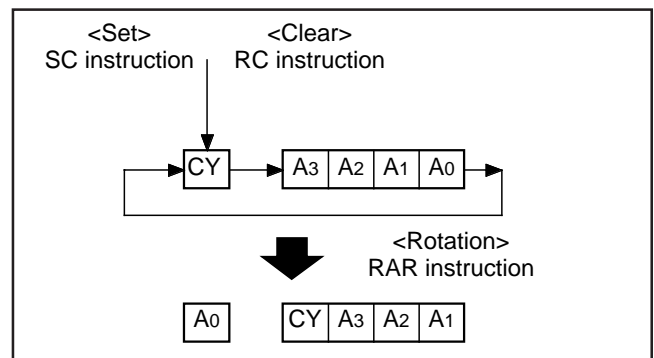 <Set> <Clear>
SC instruction RC instruction
CY A3 A2 A1 A0
<Rotation>
RAR instruction
A0 CY A3 A2 A1